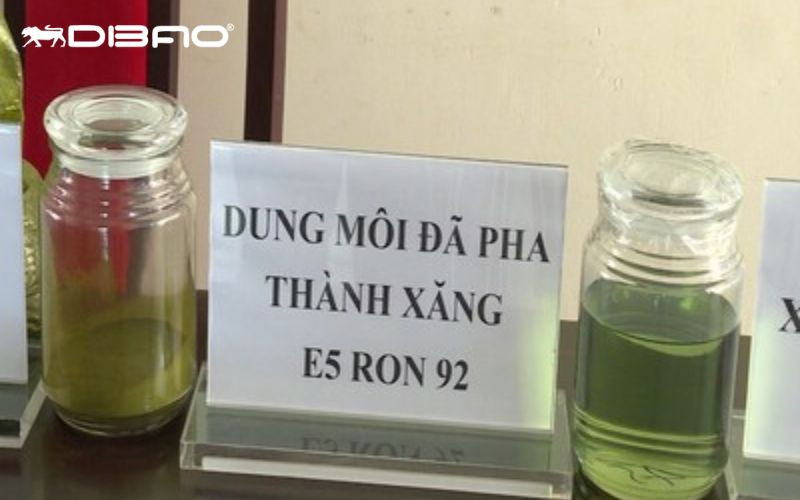 DIBAO
DUNG MÔI ĐÃ PHA
THÀNH XĂNG
E5 RON 92
X